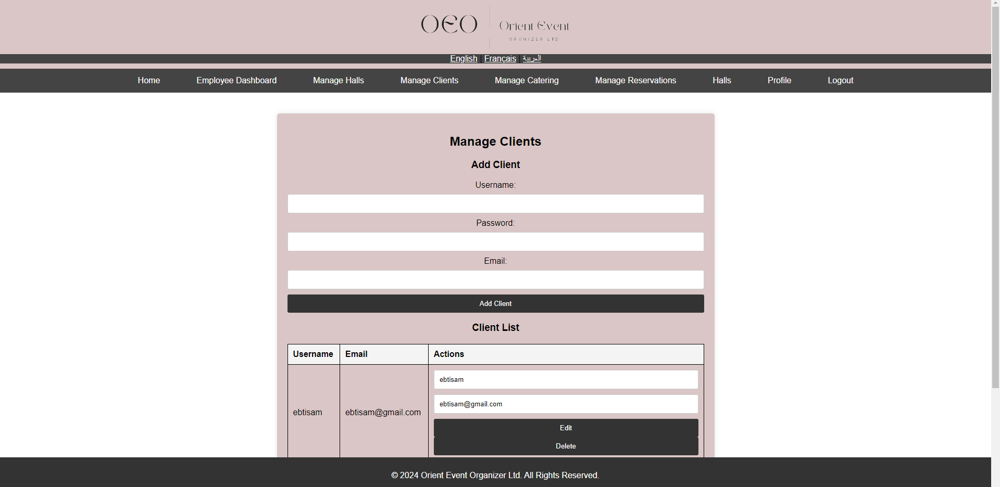 OEO
Orient Event
ORGNIZER LTD
English | Français | العربية
Home Employee Dashboard Manage Halls Manage Clients Manage Catering Manage Reservations Halls Profile Logout
Manage Clients
Add Client
Username:
Password:
Email:
Add Client
Client List
Username Email Actions
ebtisam ebtisam@gmail.com
ebtisam
ebtisam@gmail.com
Edit
Delete
© 2024 Orient Event Organizer Ltd. All Rights Reserved.